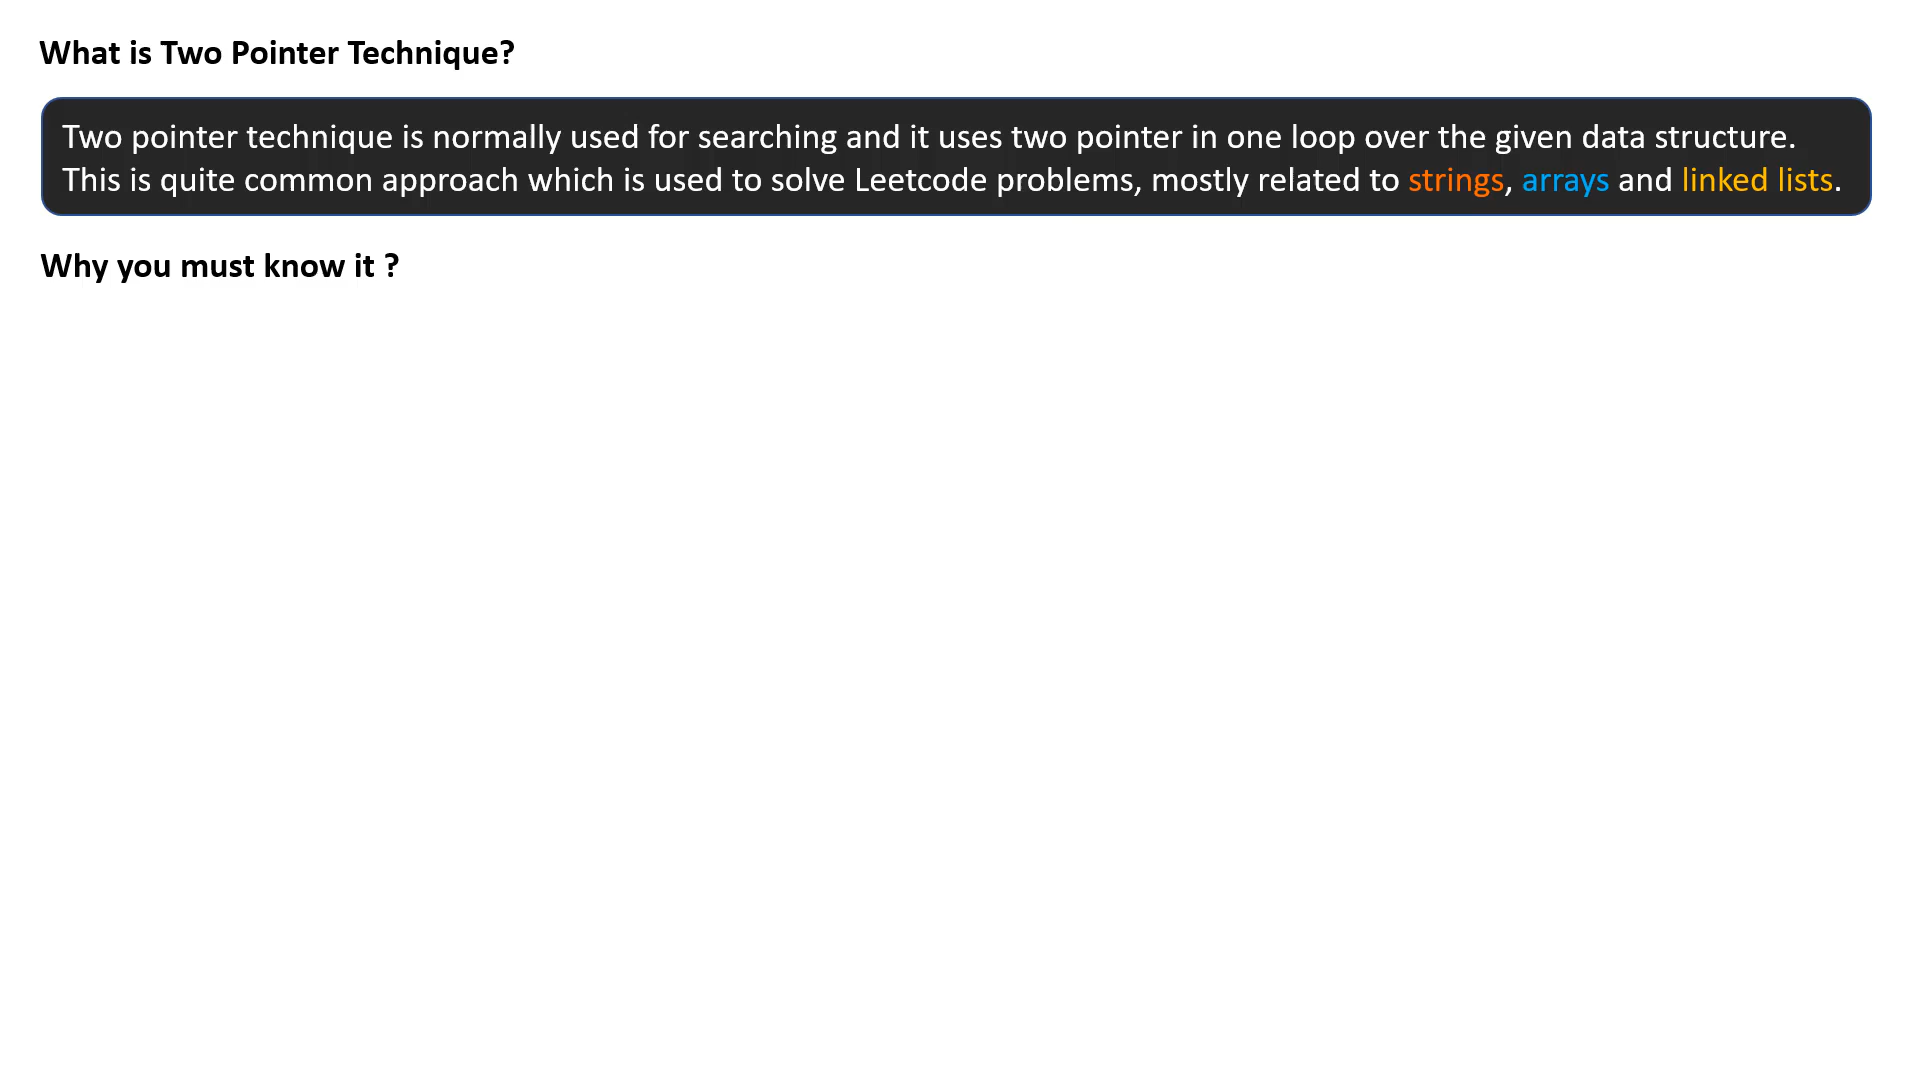 What is Two Pointer Technique?
Two pointer technique is normally used for searching and it uses two pointer in one loop over the given data structure.
This is quite common approach which is used to solve Leetcode problems, mostly related to strings, arrays and linked lists.
Why you must know it ?